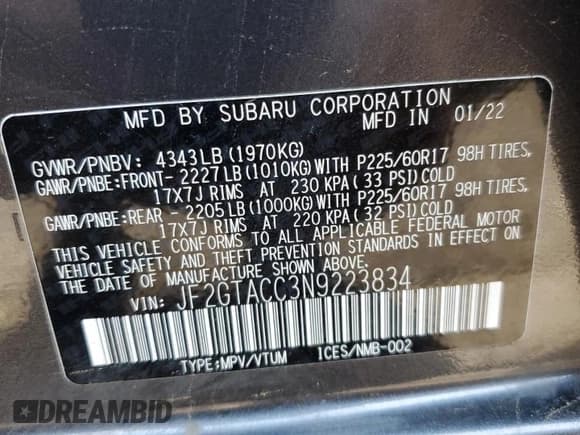 MFD BY SUBARU CORPORATION
MFD IN 01/22
GVWR/PNBV: 4343LB(1970KG)
GAWR/PNBE:FRONT- 2227LB(1010KG)WITH P225/60R17 98H TIRES,
17X7J RIMS AT 230 KPA(33 PSI)COLD
GAWR/PNBE:REAR - 2205LB(1000KG)WITH P225/60R17 98H TIRES,
17X7J RIMS AT 220 KPA(32 PSI)COLD
THIS VEHICLE CONFORMS TO ALL APPLICABLE FEDERAL MOTOR
VEHICLE SAFETY AND THEFT PREVENTION STANDARDS IN EFFECT ON
THE DATE OF MANUFACTURE SHOWN ABOVE.
VIN: JF2GTACC3N9223834
TYPE:MPV/VTUM ICES/NMB-002
DREAMBID